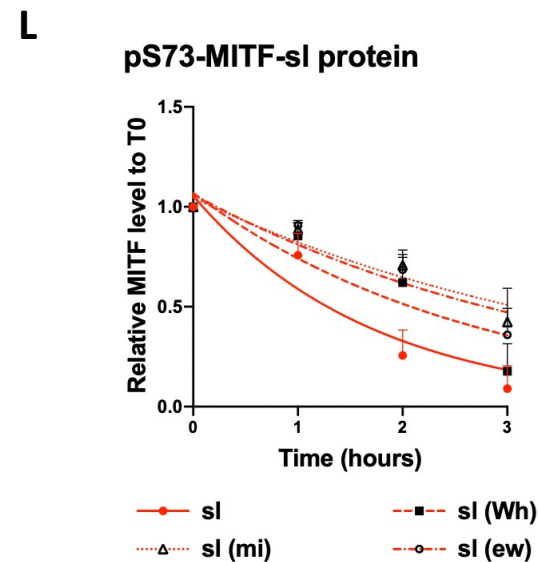 L
pS73-MITF-sl protein
Relative MITF level to T0
1.5
1.0
0.5
0.0
0 1 2 3
Time (hours)
sl sl (Wh)
sl (mi) sl (ew)